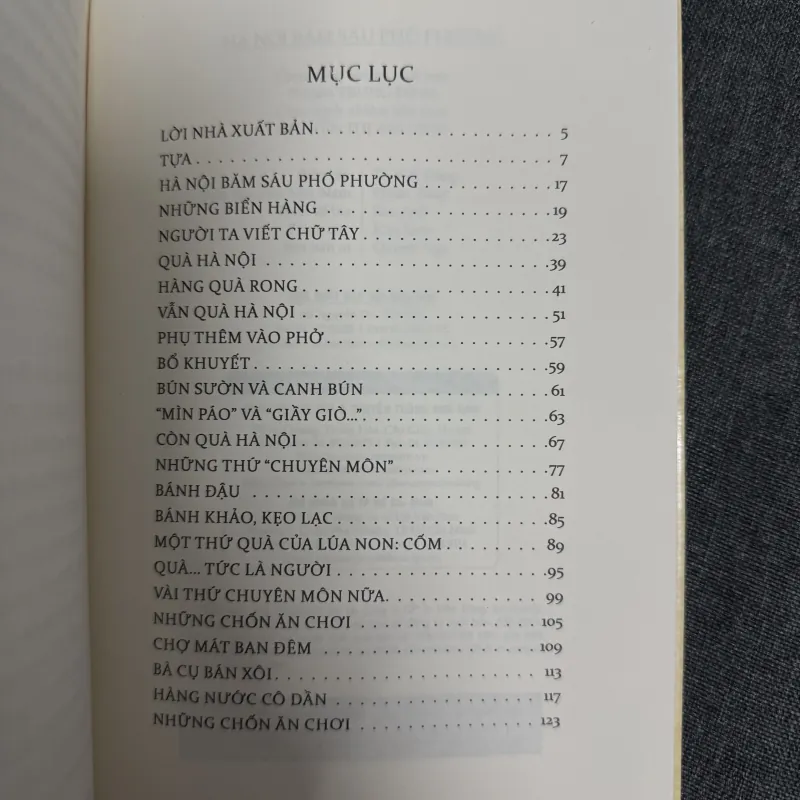 MỤC LỤC
LỜI NHÀ XUẤT BẢN. . . . . . . . . . . . . . . . . . . 5
TỰA . . . . . . . . . . . . . . . . . . . . . . . . . . . . 7
HÀ NỘI BĂM SÁU PHỐ PHƯỜNG . . . . . . . . . . 17
NHỮNG BIỂN HÀNG . . . . . . . . . . . . . . . . . . 19
NGƯỜI TA VIẾT CHỮ TÂY . . . . . . . . . . . . . . . 23
QUÀ HÀ NỘI . . . . . . . . . . . . . . . . . . . . . . 39
HÀNG QUÀ RONG . . . . . . . . . . . . . . . . . . . 41
VẪN QUÀ HÀ NỘI . . . . . . . . . . . . . . . . . . . 51
PHỤ THÊM VÀO PHỞ. . . . . . . . . . . . . . . . . . 57
BỔ KHUYẾT . . . . . . . . . . . . . . . . . . . . . . . 59
BÚN SƯỜN VÀ CANH BÚN . . . . . . . . . . . . . . 61
“MÌN PÁO” VÀ “GIẦY GIÒ...”. . . . . . . . . . . . . . 63
CÒN QUÀ HÀ NỘI . . . . . . . . . . . . . . . . . . . 67
NHỮNG THỨ “CHUYÊN MÔN” . . . . . . . . . . . . 77
BÁNH ĐẬU . . . . . . . . . . . . . . . . . . . . . . . 81
BÁNH KHẢO, KẸO LẠC . . . . . . . . . . . . . . . . . 85
MỘT THỨ QUÀ CỦA LÚA NON: CỐM . . . . . . . . 89
QUÀ... TỨC LÀ NGƯỜI . . . . . . . . . . . . . . . . . 95
VÀI THỨ CHUYÊN MÔN NỮA. . . . . . . . . . . . . 99
NHỮNG CHỐN ĂN CHƠI . . . . . . . . . . . . . . . 105
CHỢ MÁT BAN ĐÊM . . . . . . . . . . . . . . . . . 109
BÀ CỤ BÁN XÔI. . . . . . . . . . . . . . . . . . . . . 113
HÀNG NƯỚC CÔ DẦN . . . . . . . . . . . . . . . . 117
NHỮNG CHỐN ĂN CHƠI . . . . . . . . . . . . . . . 123